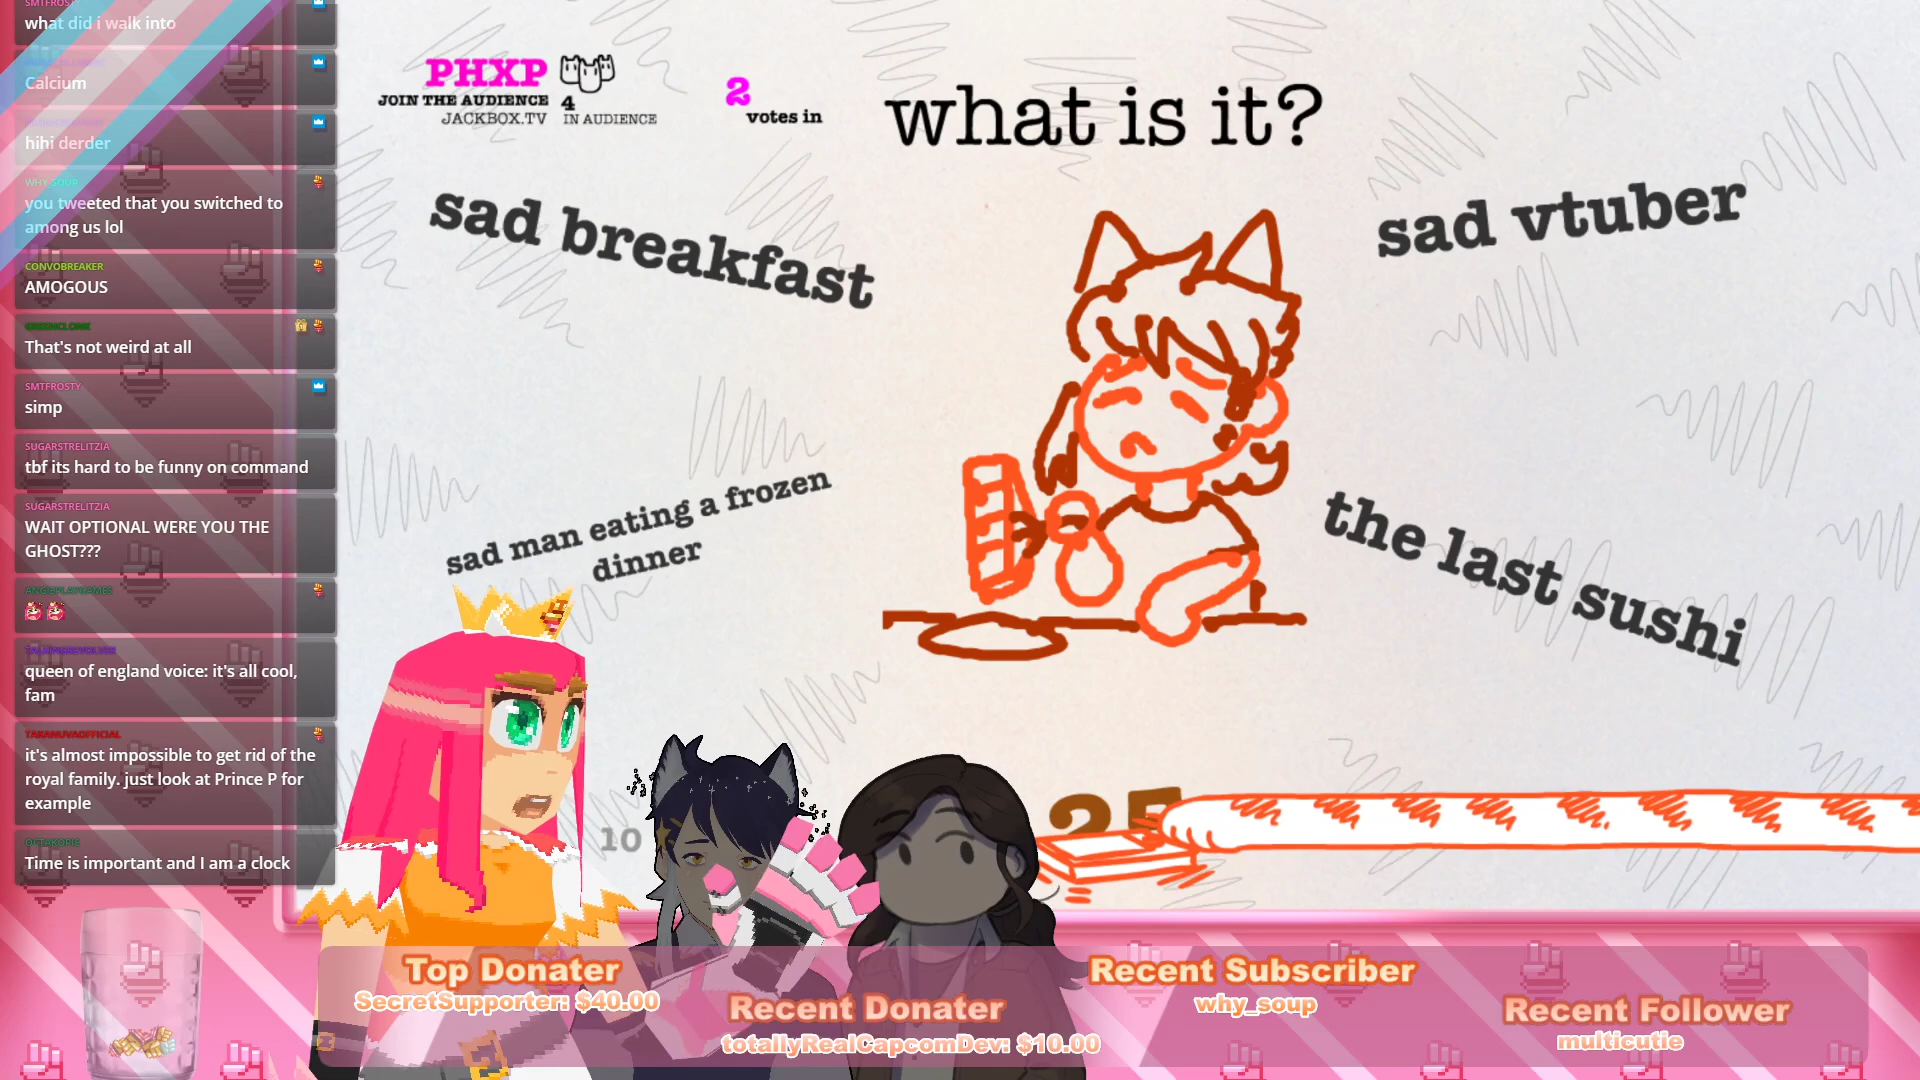 SMTFROSTY
what did i walk into
Calcium
hihi derder
WHY_SOUP
you tweeted that you switched to
among us lol
CONVOBREAKER
AMOGOUS
GREENCLONE
That's not weird at all
SMTFROSTY
simp
SUGARSTRELITZIA
tbf its hard to be funny on command
SUGARSTRELITZIA
WAIT OPTIONAL WERE YOU THE
GHOST???
queen of england voice: it's all cool,
fam
TAKANUVAOFFICIAL
it's almost impossible to get rid of the
royal family. just look at Prince P for
example
Time is important and I am a clock
PHXP
JOIN THE AUDIENCE
JACKBOX.TV
4
IN AUDIENCE
2
votes in
what is it?
sad breakfast
sad vtuber
sad man eating a frozen
dinner
the last sushi
10
25
Top Donater
SecretSupporter: $40.00
Recent Donater
totallyRealCapcomDev: $10.00
Recent Subscriber
why_soup
Recent Follower
multicutie